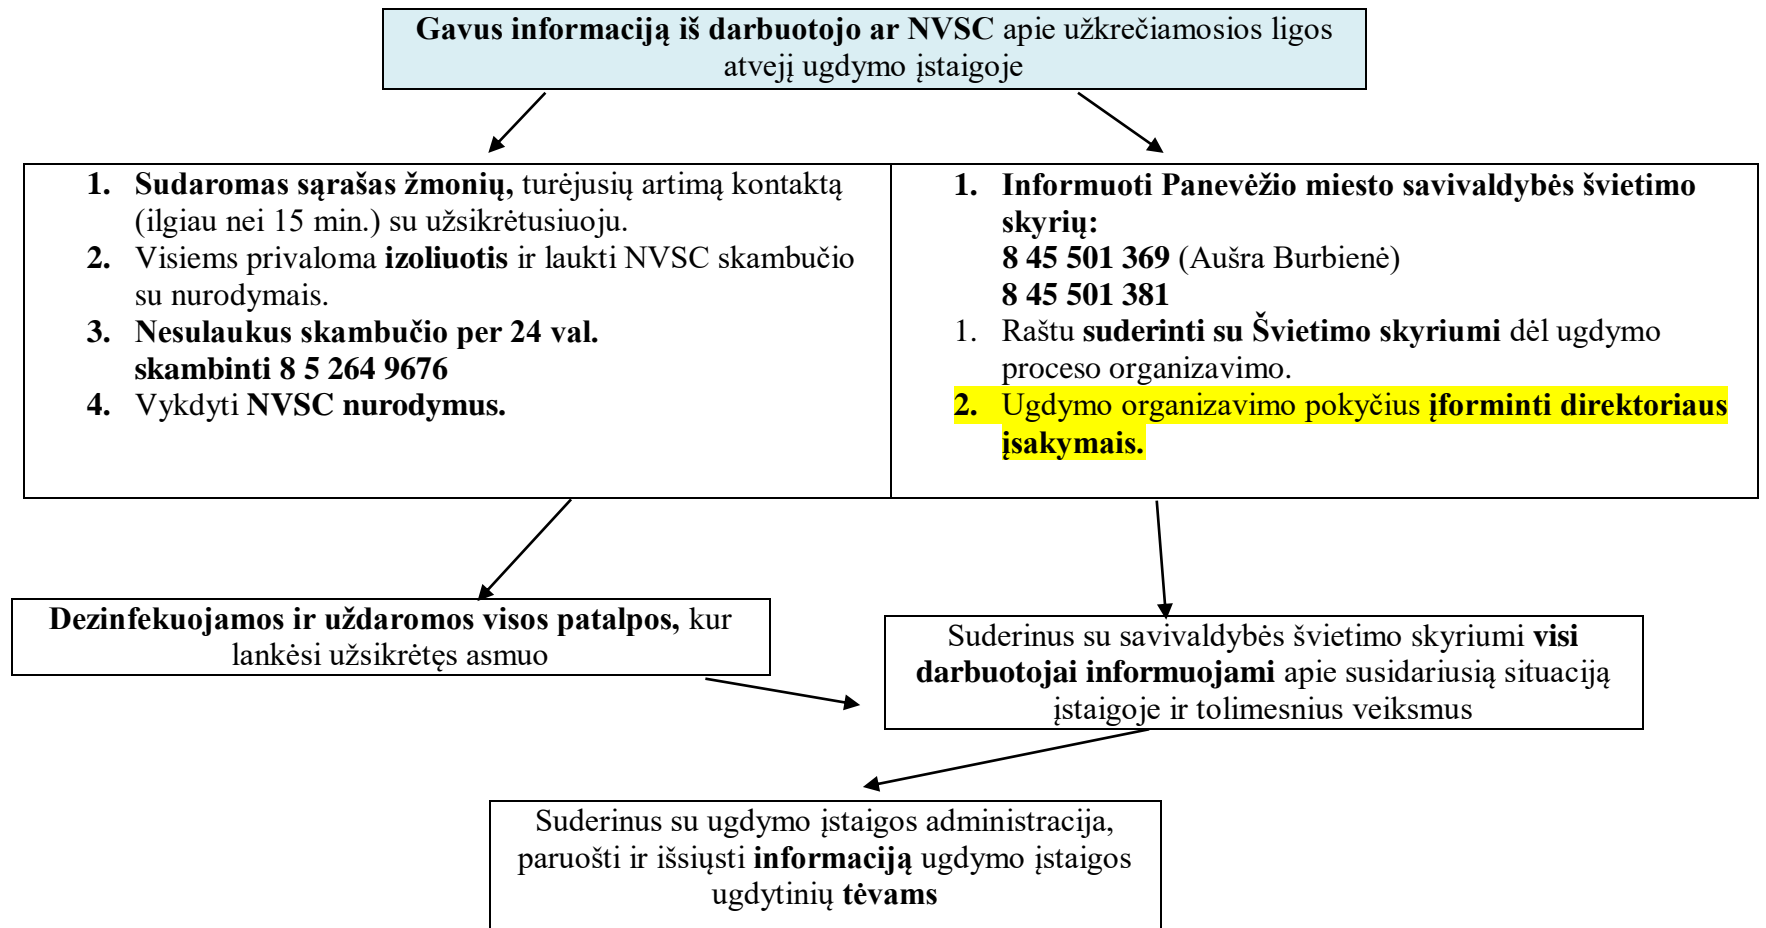 Gavus informaciją iš darbuotojo ar NVSC apie užkrečiamosios ligos
atvejį ugdymo įstaigoje
1. Sudaromas sąrašas žmonių, turėjusių artimą kontaktą
(ilgiau nei 15 min.) su užsikrėtusiuoju.
2. Visiems privaloma izoliuotis ir laukti NVSC skambučio
su nurodymais.
3. Nesulaukus skambučio per 24 val.
skambinti 8 5 264 9676
4. Vykdyti NVSC nurodymus.
1. Informuoti Panevėžio miesto savivaldybės švietimo
skyrių:
8 45 501 369 (Aušra Burbienė)
8 45 501 381
1. Raštu suderinti su Švietimo skyriumi dėl ugdymo
proceso organizavimo.
2. Ugdymo organizavimo pokyčius įforminti direktoriaus
įsakymais.
Dezinfekuojamos ir uždaromos visos patalpos, kur
lankėsi užsikrėtęs asmuo
Suderinus su savivaldybės švietimo skyriumi visi
darbuotojai informuojami apie susidariusią situaciją
įstaigoje ir tolimesnius veiksmus
Suderinus su ugdymo įstaigos administracija,
paruošti ir išsiųsti informaciją ugdymo įstaigos
ugdytinių tėvams